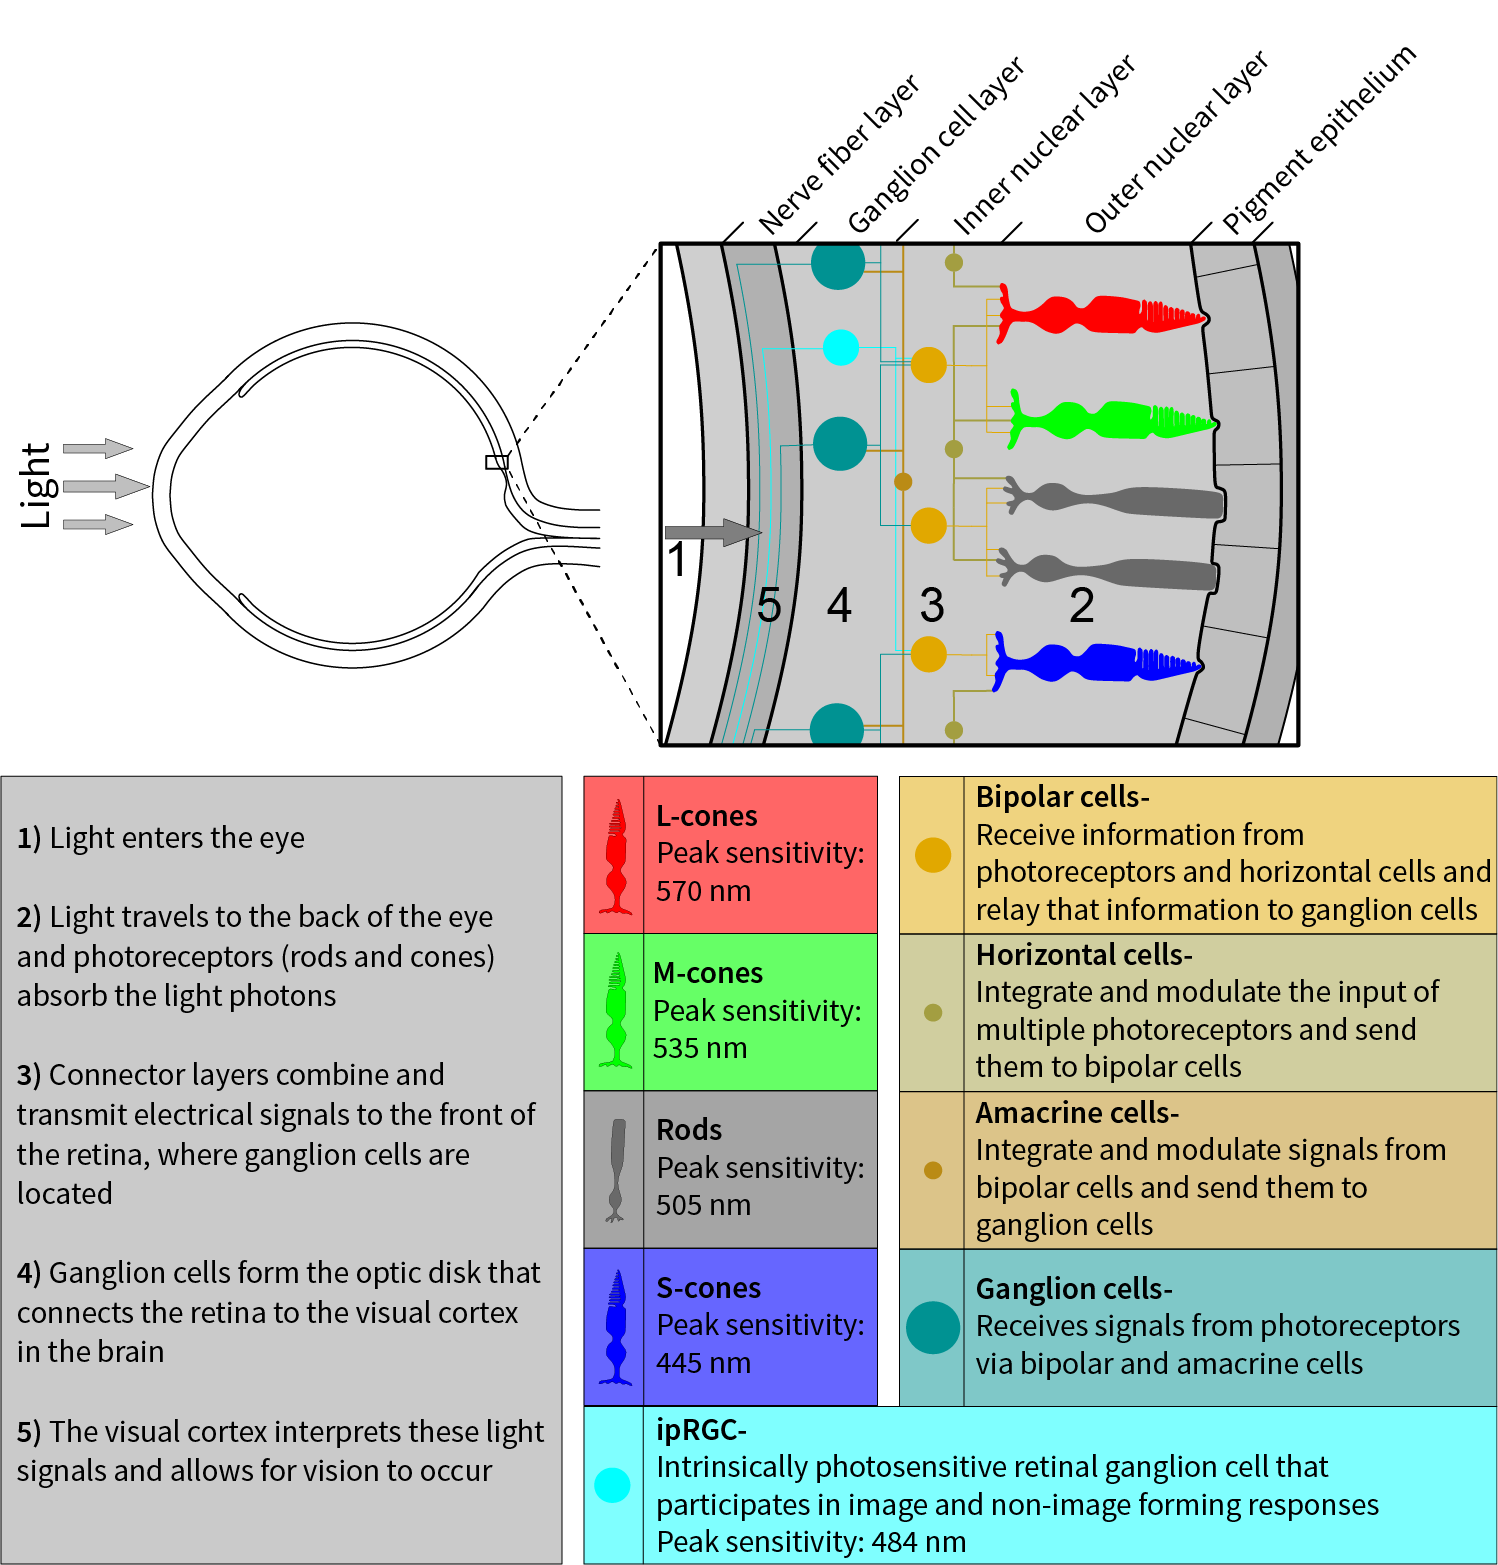 Nerve fiber layer
Ganglion cell layer
Inner nuclear layer
Outer nuclear layer
Pigment epithelium
Light
1
5
4
3
2
1) Light enters the eye
2) Light travels to the back of the eye
and photoreceptors (rods and cones)
absorb the light photons
3) Connector layers combine and
transmit electrical signals to the front of
the retina, where ganglion cells are
located
4) Ganglion cells form the optic disk that
connects the retina to the visual cortex
in the brain
5) The visual cortex interprets these light
signals and allows for vision to occur
L-cones
Peak sensitivity:
570 nm
M-cones
Peak sensitivity:
535 nm
Rods
Peak sensitivity:
505 nm
S-cones
Peak sensitivity:
445 nm
Bipolar cells-
Receive information from
photoreceptors and horizontal cells and
relay that information to ganglion cells
Horizontal cells-
Integrate and modulate the input of
multiple photoreceptors and send
them to bipolar cells
Amacrine cells-
Integrate and modulate signals from
bipolar cells and send them to
ganglion cells
Ganglion cells-
Receives signals from photoreceptors
via bipolar and amacrine cells
ipRGC-
Intrinsically photosensitive retinal ganglion cell that
participates in image and non-image forming responses
Peak sensitivity: 484 nm